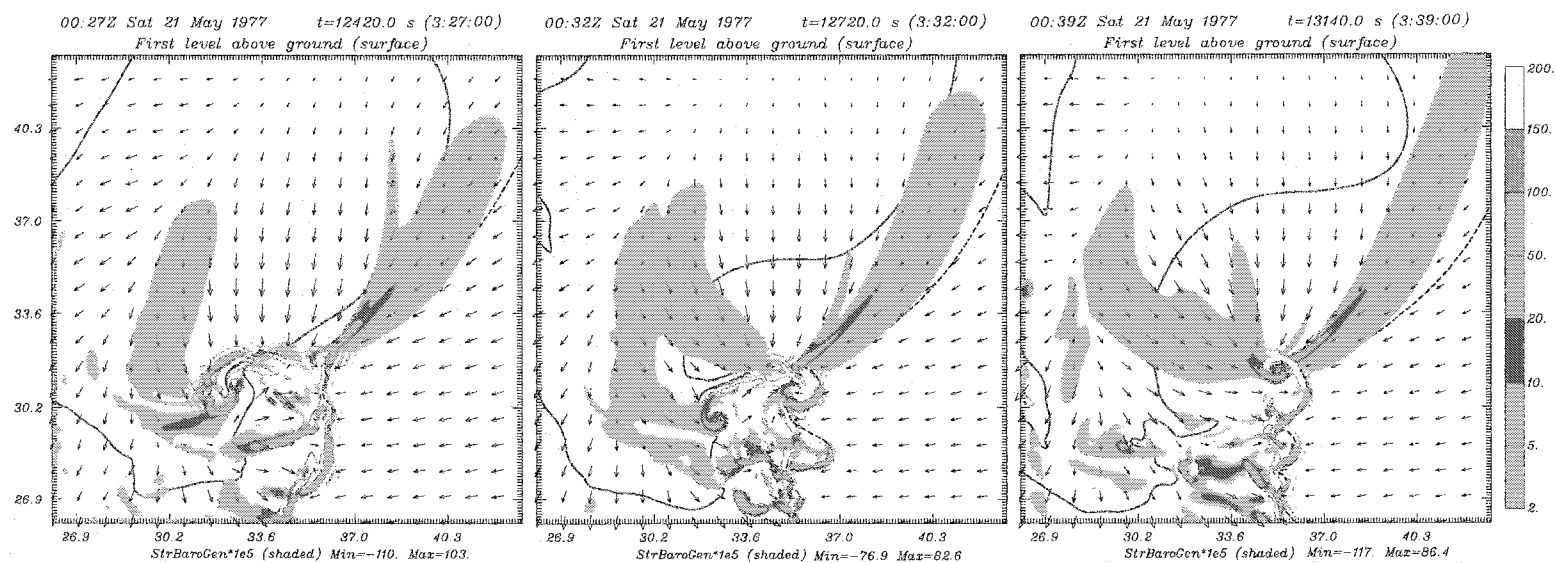 00:27Z Sat 21 May 1977 t=12420.0 s (3:27:00)
First level above ground (surface)
40.3
37.0
33.6
30.2
26.9
26.9 30.2 33.6 37.0 40.3
StrBaroGen*1e5 (shaded) Min=-110. Max=103.
00:32Z Sat 21 May 1977 t=12720.0 s (3:32:00)
First level above ground (surface)
26.9 30.2 33.6 37.0 40.3
StrBaroGen*1e5 (shaded) Min=-76.9 Max=82.6
00:39Z Sat 21 May 1977 t=13140.0 s (3:39:00)
First level above ground (surface)
26.9 30.2 33.6 37.0 40.3
StrBaroGen*1e5 (shaded) Min=-117. Max=86.4
200.
150.
100.
50.
20.
10.
5.
2.